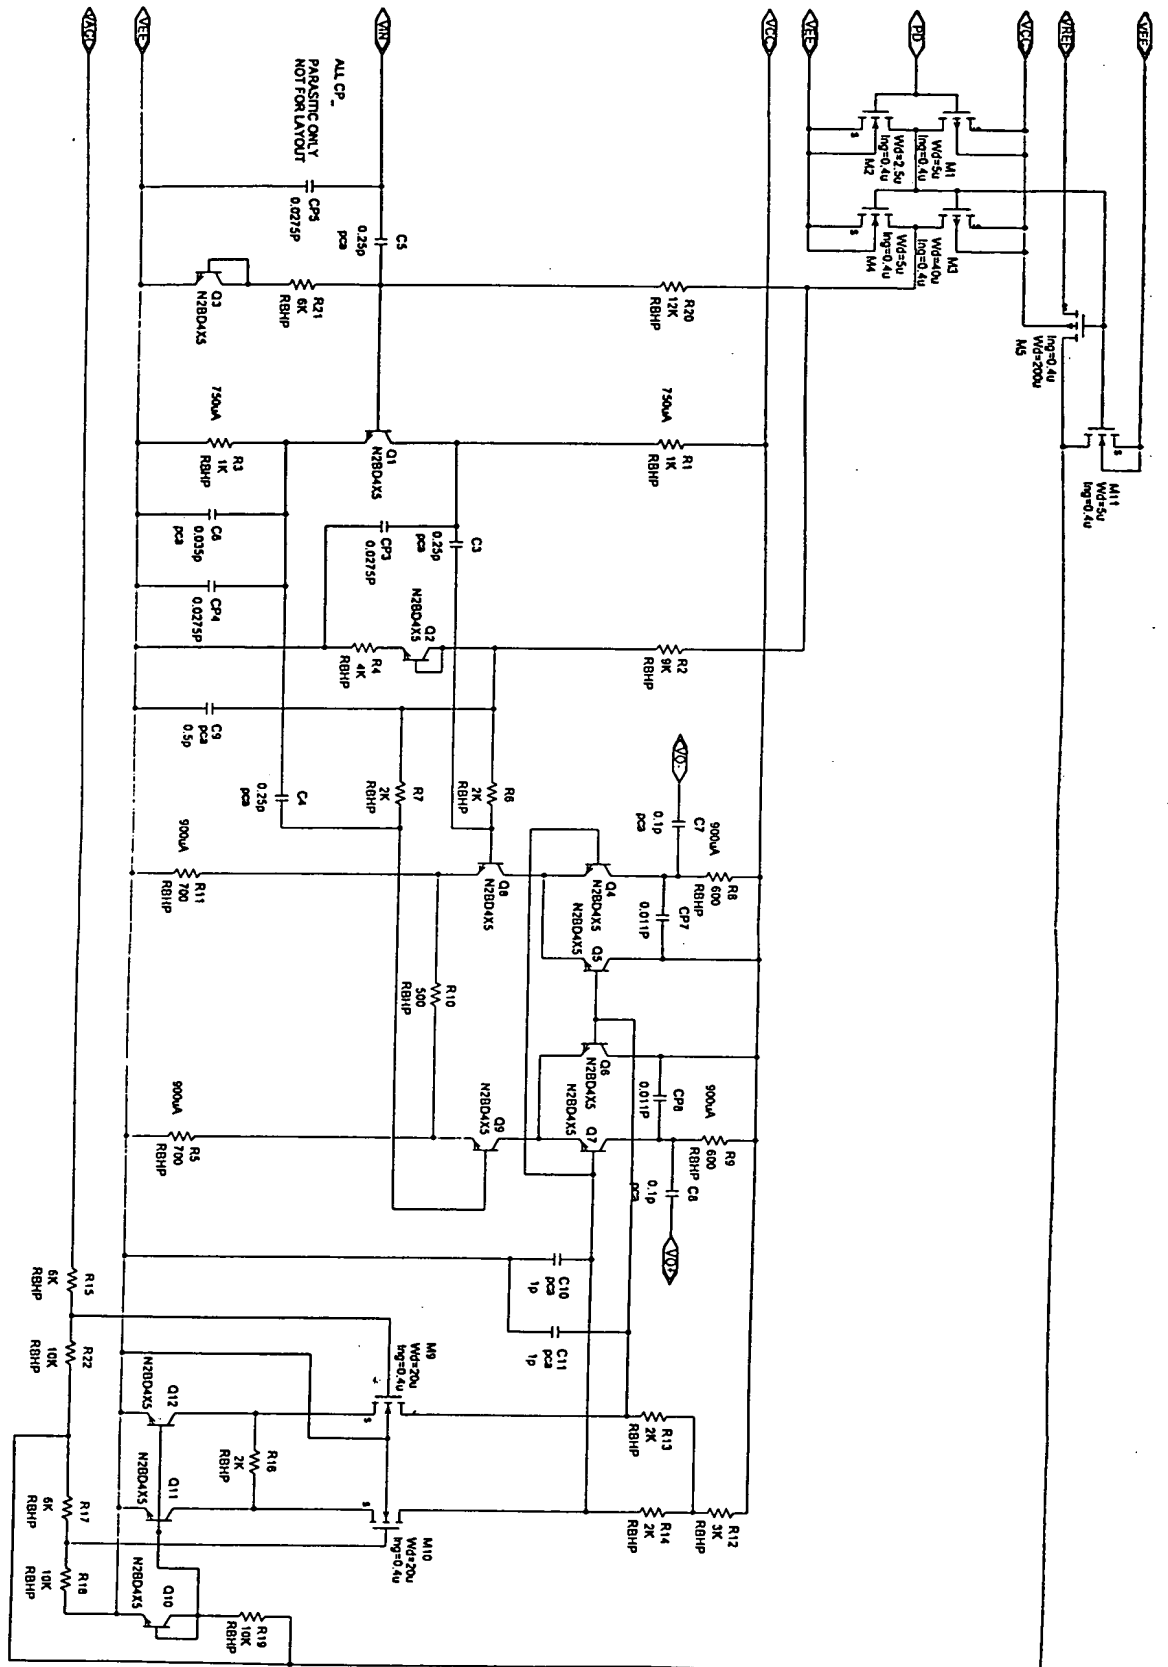 VEE
VREF
VCC
PD
VEE
VCC
VIN
VEE
VAGC
M1
Wd=5u
lng=0.4u
Wd=2.5u
lng=0.4u
M2
M3
Wd=40u
lng=0.4u
Wd=5u
lng=0.4u
M4
lng=0.4u
Wd=200u
M5
M11
Wd=5u
lng=0.4u
S
S
S
S
S
ALL CP_
PARASITIC ONLY
NOT FOR LAYOUT
CP5
0.0275P
C5
0.25p
pca
Q3
N2BD4X5
R21
6K
RBHP
R20
12K
RBHP
750uA
R3
1K
RBHP
Q1
N2BD4X5
750uA
R1
1K
RBHP
C6
0.035p
pca
CP4
0.0275P
CP3
0.0275P
C3
0.25p
pca
Q2
N2BD4X5
R4
4K
RBHP
R2
9K
RBHP
C9
pca
0.5p
R7
2K
RBHP
R6
2K
RBHP
C4
0.25p
pca
VO-
C7
0.1p
pca
900uA
R8
600
RBHP
900uA
R11
700
RBHP
Q8
N2BD4X5
Q4
N2BD4X5
CP7
0.011P
Q5
N2BD4X5
R10
500
RBHP
Q6
N2BD4X5
CP8
0.011P
Q7
N2BD4X5
Q9
N2BD4X5
900uA
R5
700
RBHP
900uA
R9
600
RBHP
C8
0.1p
pca
VO+
C10
pca
1p
C11
pca
1p
R15
6K
RBHP
R22
10K
RBHP
M9
Wd=20u
lng=0.4u
S
Q12
N2BD4X5
R16
2K
RBHP
R13
2K
RBHP
Q11
N2BD4X5
R17
6K
RBHP
S
M10
Wd=20u
lng=0.4u
R14
2K
RBHP
R12
3K
RBHP
R18
10K
RBHP
Q10
N2BD4X5
R19
10K
RBHP